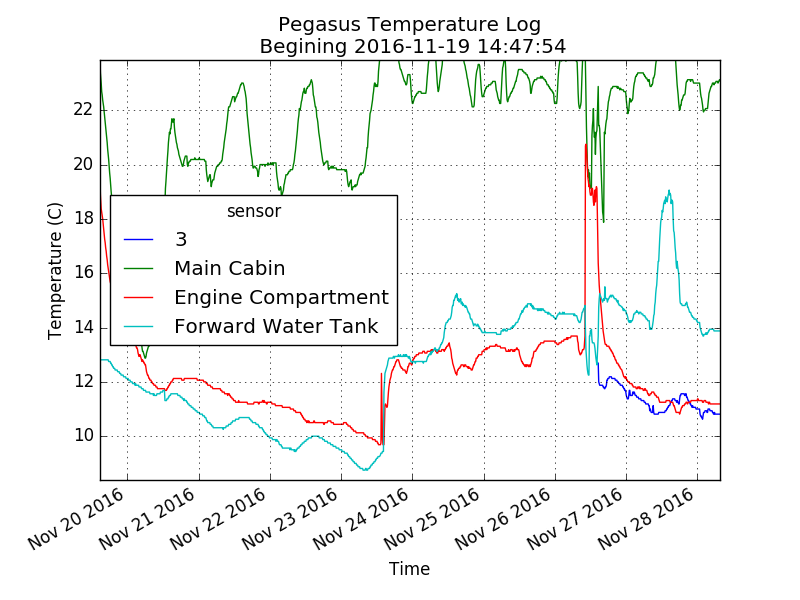 Pegasus Temperature Log
Begining 2016-11-19 14:47:54
Temperature (C)
22
20
18
16
14
12
10
sensor
3
Main Cabin
Engine Compartment
Forward Water Tank
Nov 20 2016
Nov 21 2016
Nov 22 2016
Nov 23 2016
Nov 24 2016
Nov 25 2016
Nov 26 2016
Nov 27 2016
Nov 28 2016
Time